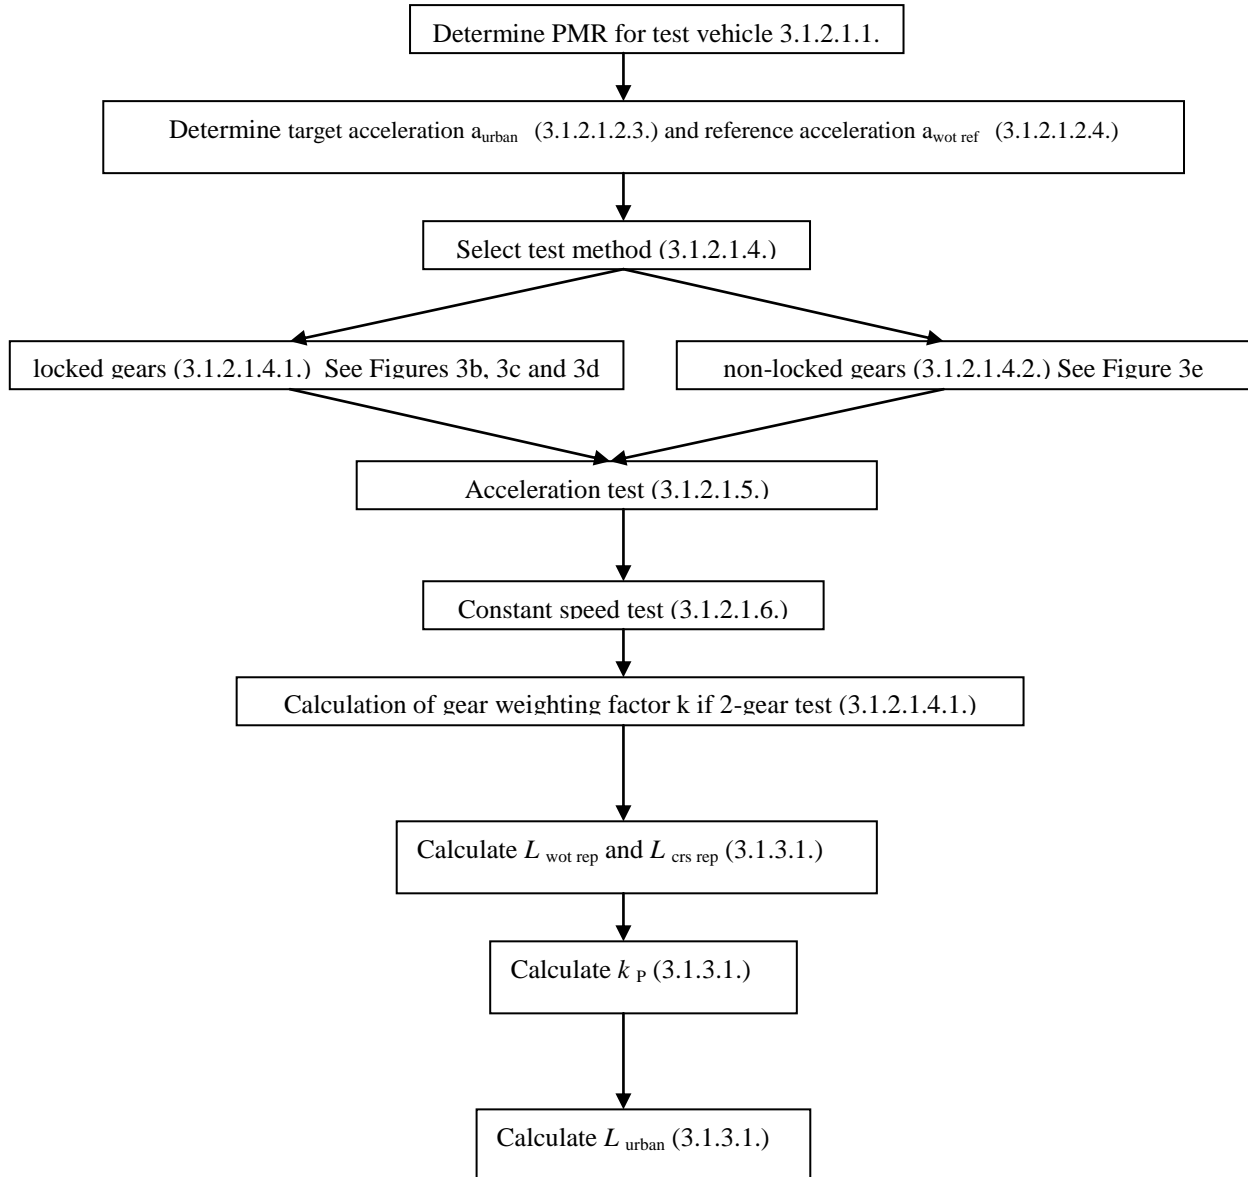 Determine PMR for test vehicle 3.1.2.1.1.
Determine target acceleration a urban (3.1.2.1.2.3.) and reference acceleration a wot ref (3.1.2.1.2.4.)
Select test method (3.1.2.1.4.)
locked gears (3.1.2.1.4.1.) See Figures 3b, 3c and 3d
non-locked gears (3.1.2.1.4.2.) See Figure 3e
Acceleration test (3.1.2.1.5.)
Constant speed test (3.1.2.1.6.)
Calculation of gear weighting factor k if 2-gear test (3.1.2.1.4.1.)
Calculate L wot rep and L crs rep (3.1.3.1.)
Calculate k P (3.1.3.1.)
Calculate L urban (3.1.3.1.)